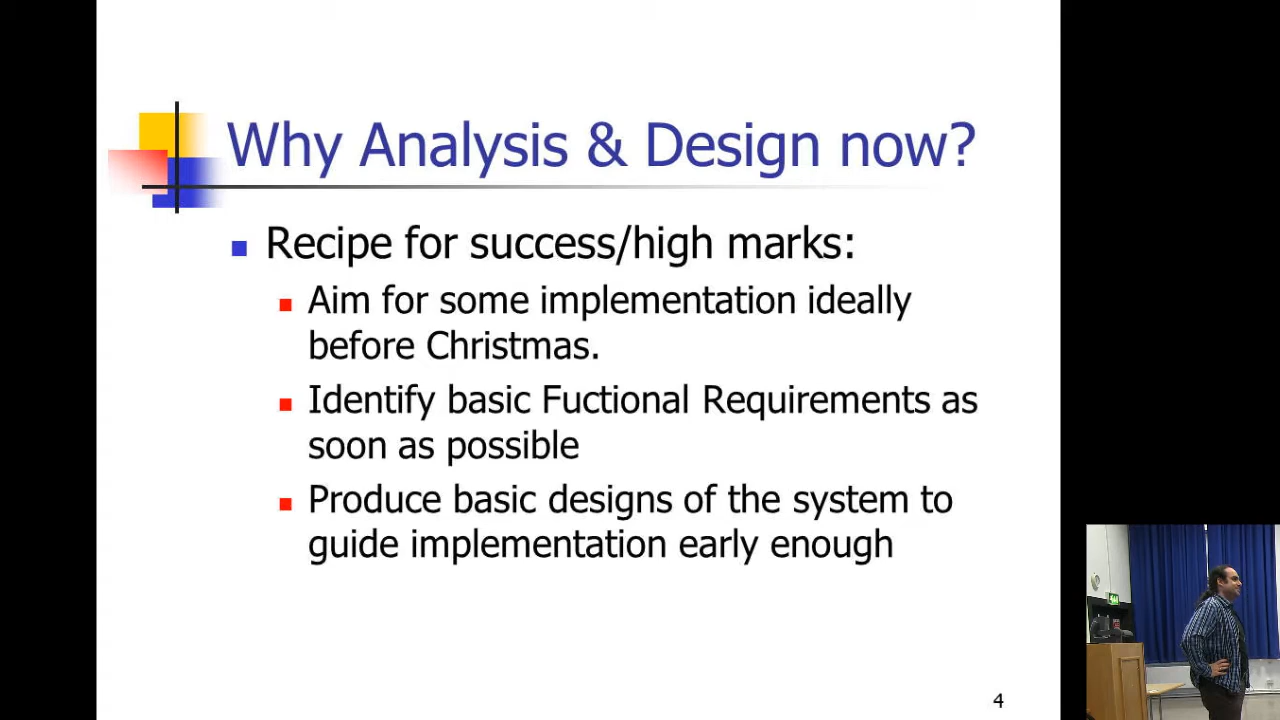 Why Analysis & Design now?
Recipe for success/high marks:
Aim for some implementation ideally
before Christmas.
Identify basic Fuctional Requirements as
soon as possible
Produce basic designs of the system to
guide implementation early enough
4